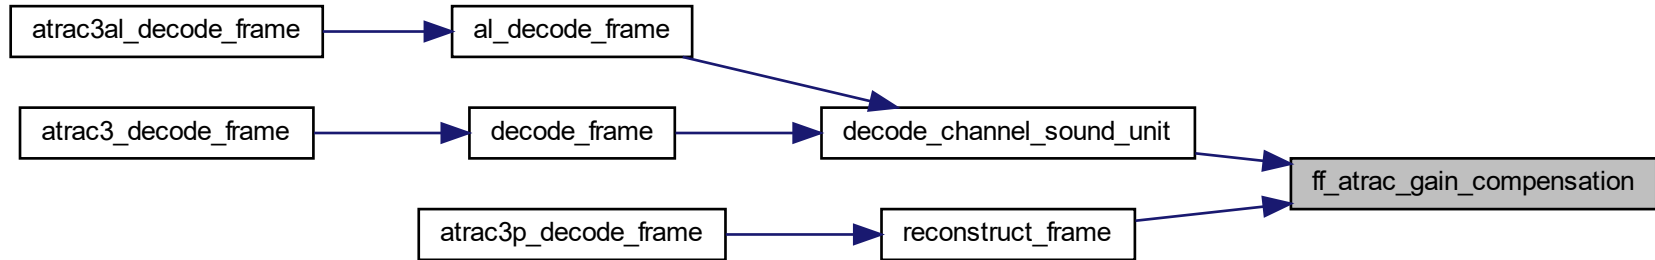 atrac3al_decode_frame
al_decode_frame
atrac3_decode_frame
decode_frame
decode_channel_sound_unit
ff_atrac_gain_compensation
atrac3p_decode_frame
reconstruct_frame